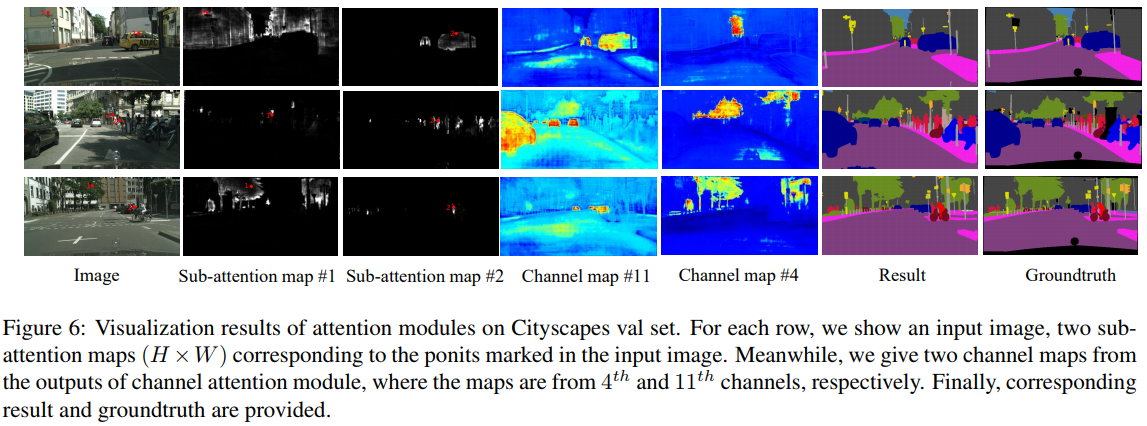 Image Sub-attention map #1 Sub-attention map #2 Channel map #11 Channel map #4 Result Groundtruth
Figure 6: Visualization results of attention modules on Cityscapes val set. For each row, we show an input image, two sub-
attention maps (H × W) corresponding to the ponits marked in the input image. Meanwhile, we give two channel maps from
the outputs of channel attention module, where the maps are from 4th and 11th channels, respectively. Finally, corresponding
result and groundtruth are provided.